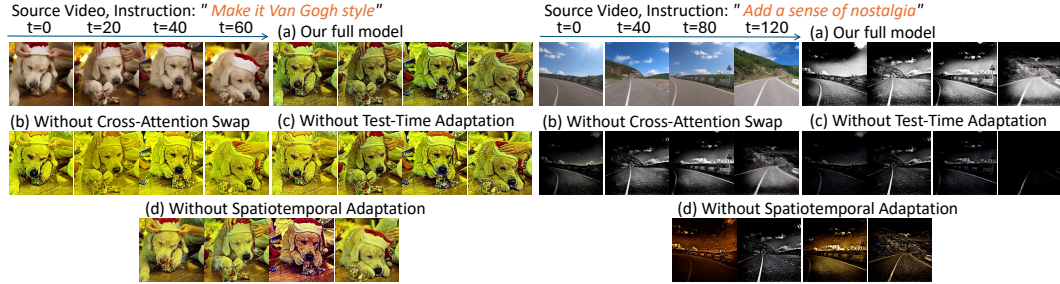 Source Video, Instruction: " Make it Van Gogh style"
t=0 t=20 t=40 t=60 (a) Our full model
(b) Without Cross-Attention Swap (c) Without Test-Time Adaptation
(d) Without Spatiotemporal Adaptation
Source Video, Instruction: " Add a sense of nostalgia"
t=0 t=40 t=80 t=120 (a) Our full model
(b) Without Cross-Attention Swap (c) Without Test-Time Adaptation
(d) Without Spatiotemporal Adaptation